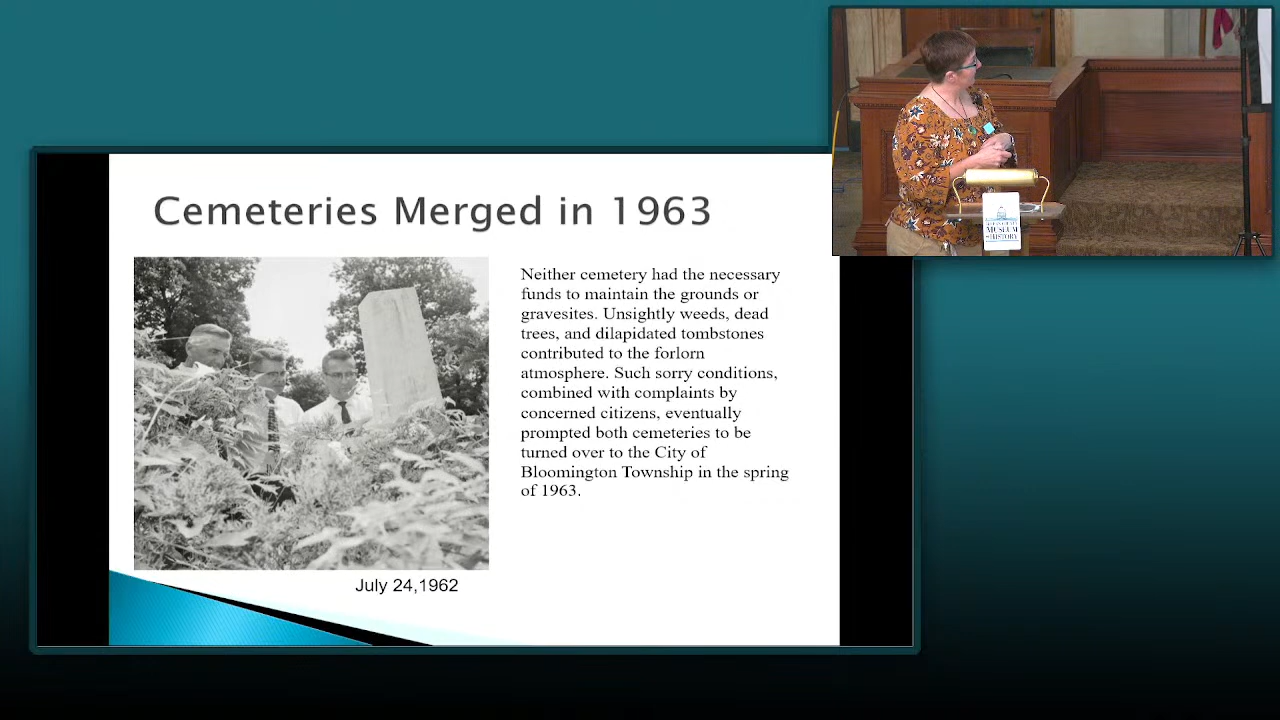 Cemeteries Merged in 1963
Neither cemetery had the necessary
funds to maintain the grounds or
gravesites. Unsightly weeds, dead
trees, and dilapidated tombstones
contributed to the forlorn
atmosphere. Such sorry conditions,
combined with complaints by
concerned citizens, eventually
prompted both cemeteries to be
turned over to the City of
Bloomington Township in the spring
of 1963.
July 24,1962
MUSEUM
OF HISTORY